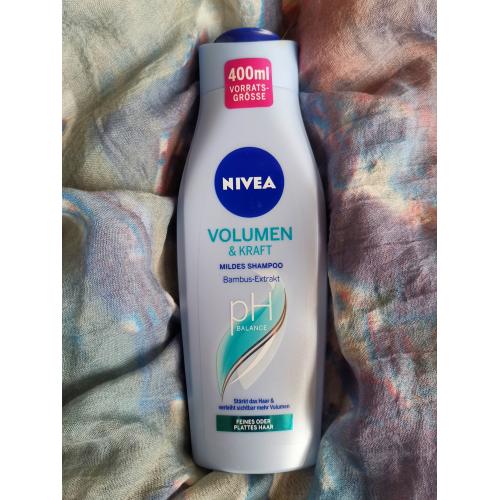 400ml
VORRATS-
GRÖSSE
NIVEA
VOLUMEN
& KRAFT
MILDES SHAMPOO
Bambus-Extrakt
pH
BALANCE
Stärkt das Haar &
verleiht sichtbar mehr Volumen
FEINES ODER
PLATTES HAAR